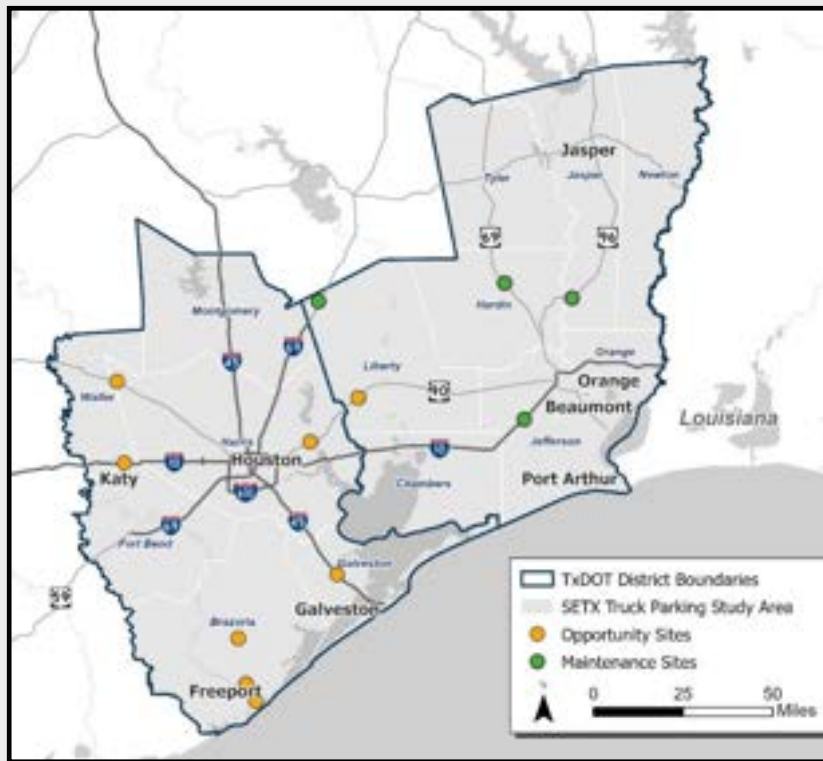 Jasper
Tyler
Jasper
Newton
69
96
Montgomery
Hardin
45
69
Liberty
Orange
Waller
90
Orange
Beaumont
Louisiana
Harris
Jefferson
10
Houston
10
Katy
Chambers
Port Arthur
610
69
45
Fort Bend
Galveston
59
Galveston
Brazoria
Freeport
TxDOT District Boundaries
SETX Truck Parking Study Area
Opportunity Sites
Maintenance Sites
0 25 50
Miles